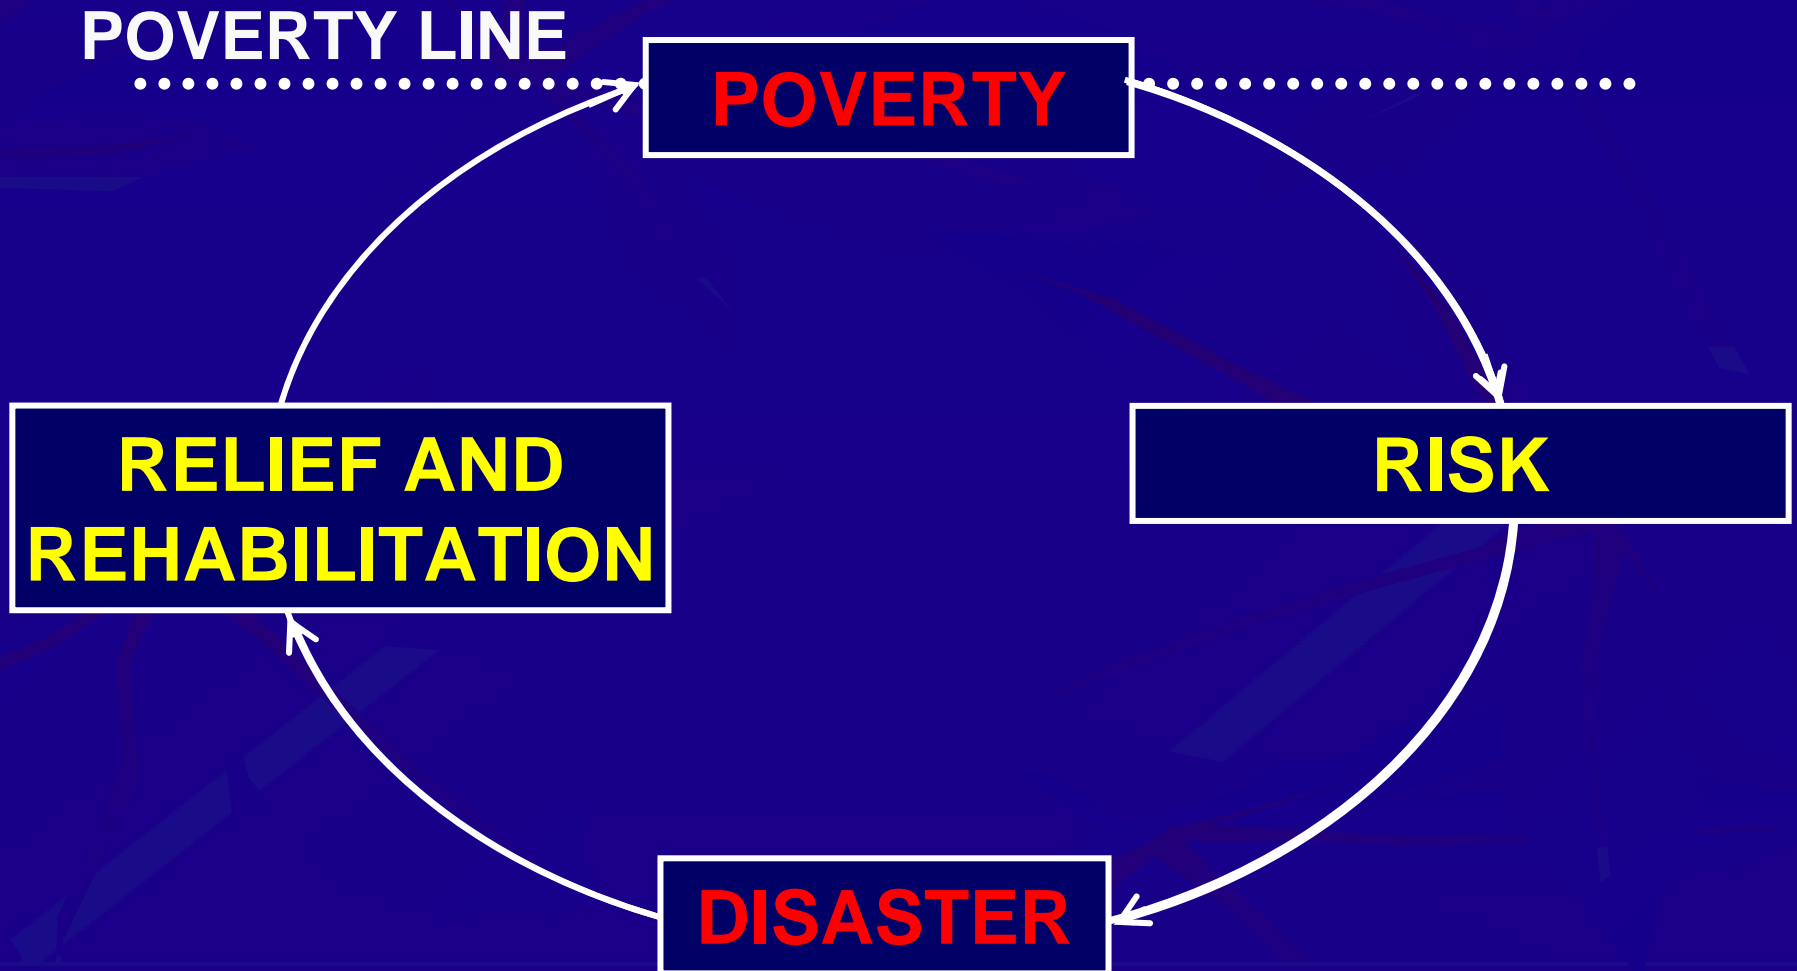 POVERTY LINE
POVERTY
RELIEF AND
REHABILITATION
RISK
DISASTER